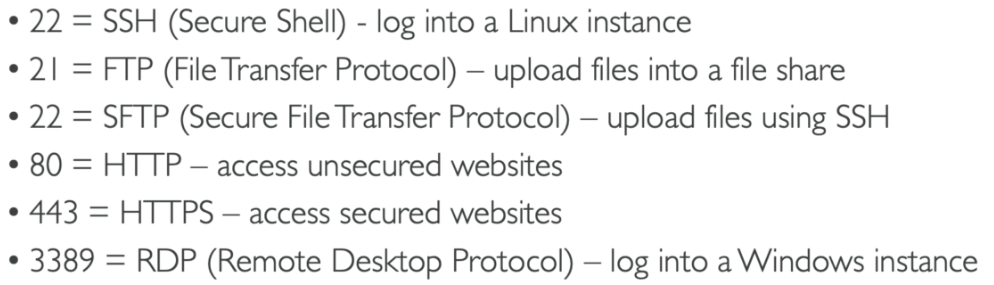 • 22 = SSH (Secure Shell) - log into a Linux instance
• 21 = FTP (File Transfer Protocol) – upload files into a file share
• 22 = SFTP (Secure File Transfer Protocol) – upload files using SSH
• 80 = HTTP – access unsecured websites
• 443 = HTTPS – access secured websites
• 3389 = RDP (Remote Desktop Protocol) – log into a Windows instance